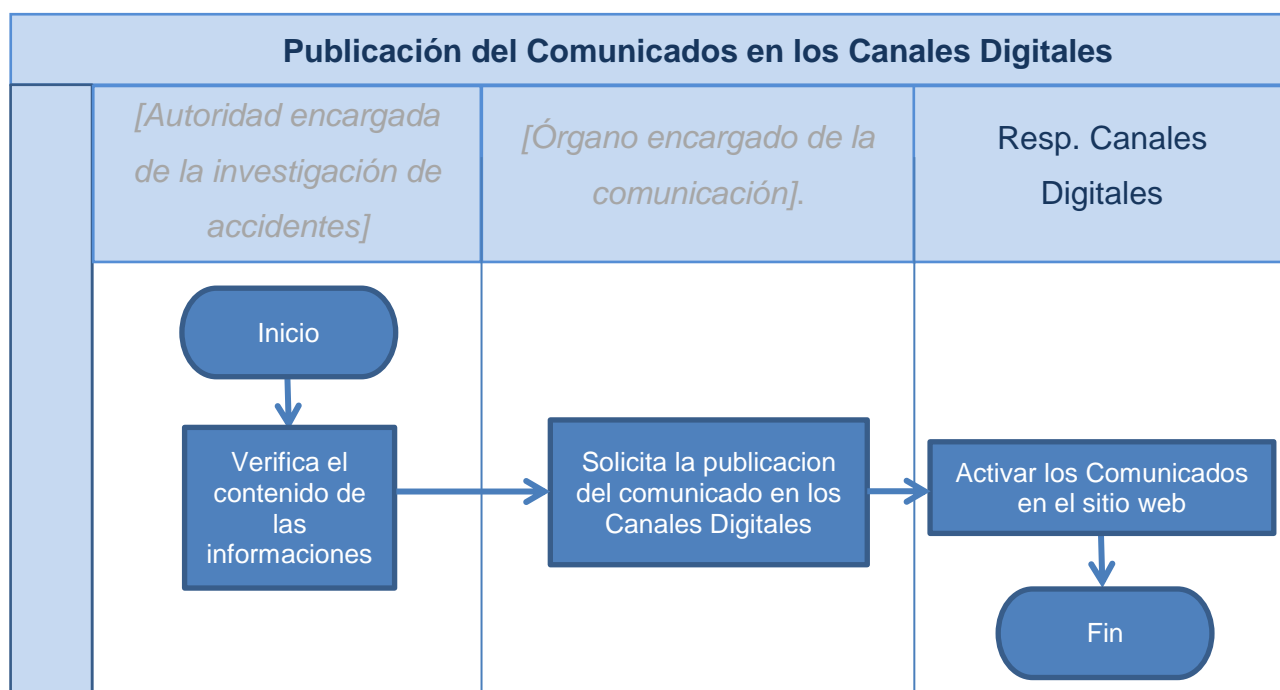 Publicación del Comunicados en los Canales Digitales
[Autoridad encargada
de la investigación de
accidentes]
[Órgano encargado de la
comunicación].
Resp. Canales
Digitales
Inicio
Verifica el
contenido de
las
informaciones
Solicita la publicacion
del comunicado en los
Canales Digitales
Activar los Comunicados
en el sitio web
Fin